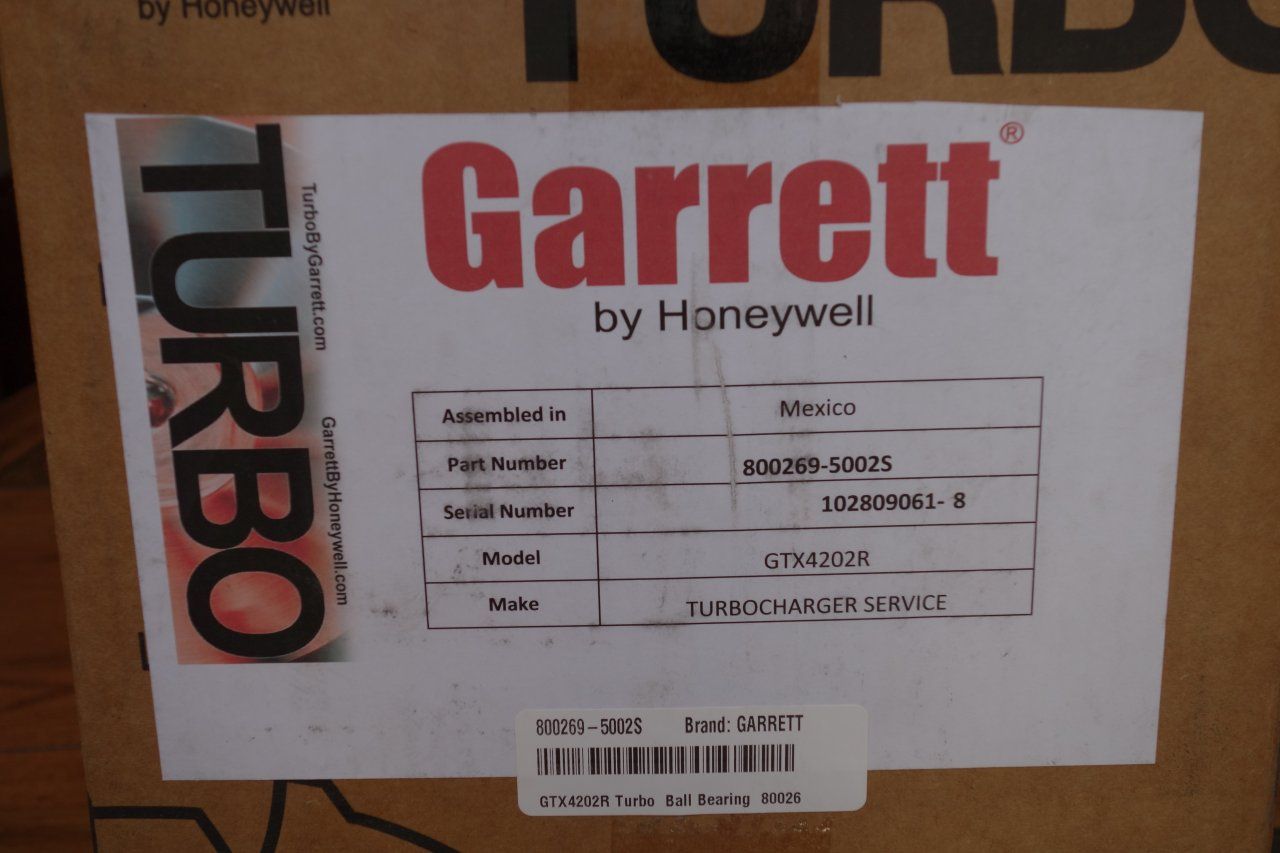 by Honeywell
TURBO
TURBO
TurboByGarrett.com
GarrettByHoneywell.com
Garrett®
by Honeywell
Assembled in Mexico
Part Number 800269-5002S
Serial Number 102809061- 8
Model GTX4202R
Make TURBOCHARGER SERVICE
800269-5002S Brand: GARRETT
GTX4202R Turbo Ball Bearing 80026